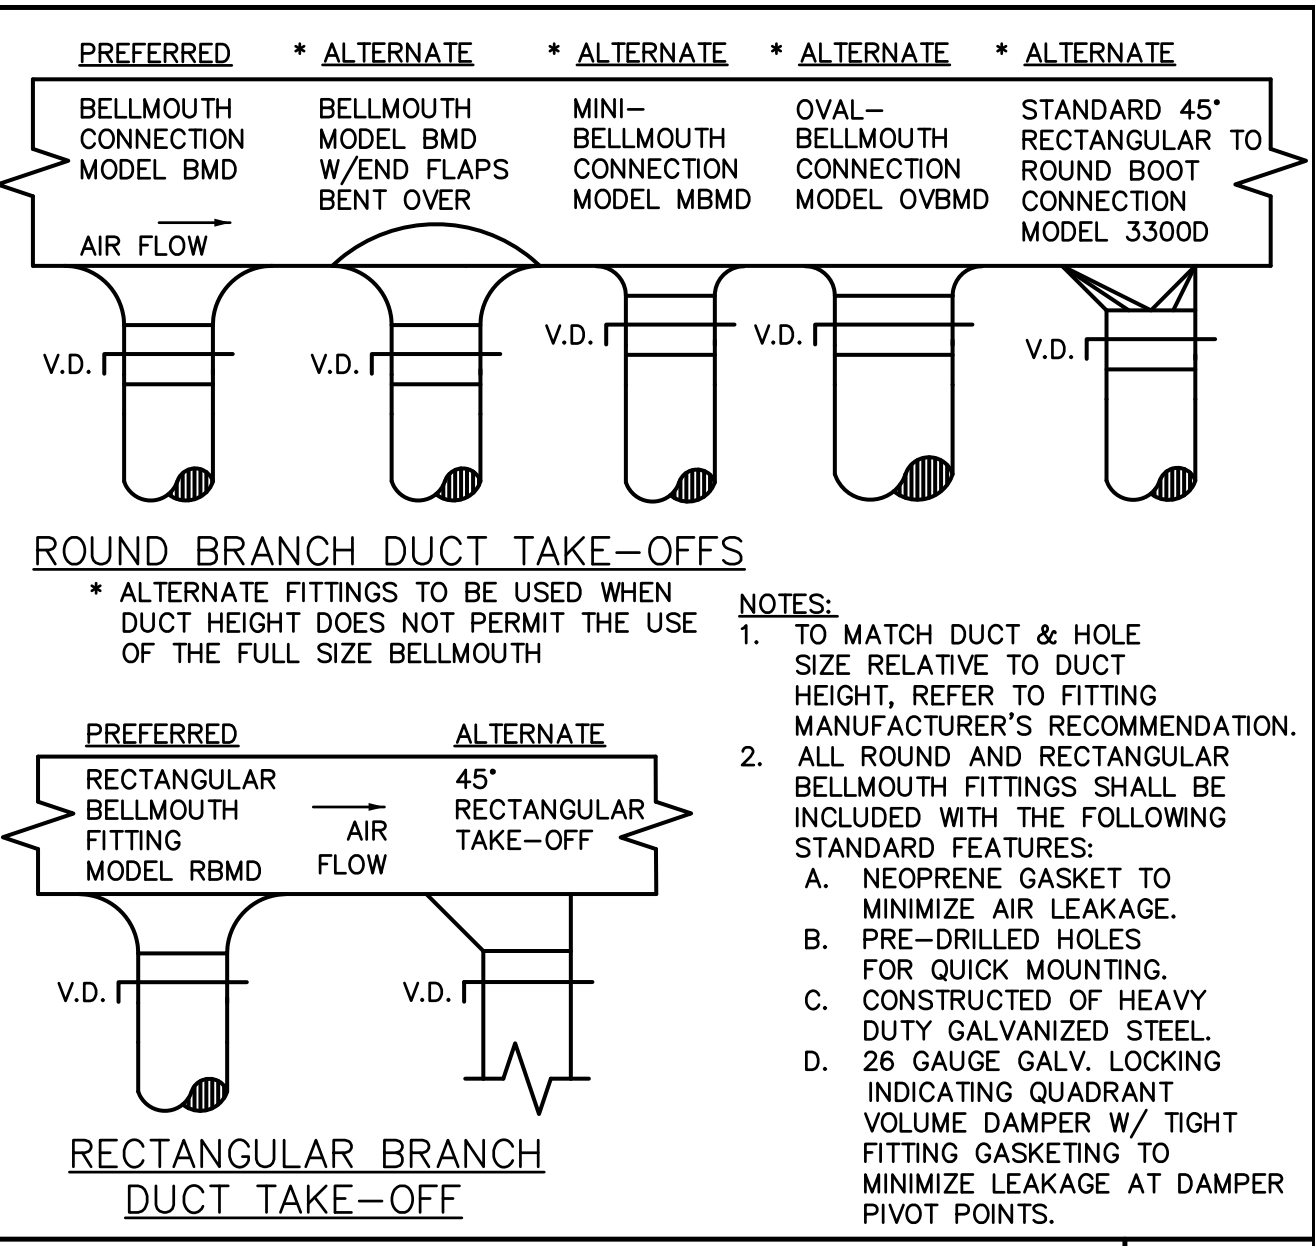 PREFERRED
BELLMOUTH
CONNECTION
MODEL BMD
AIR FLOW
V.D.
* ALTERNATE
BELLMOUTH
MODEL BMD
W/END FLAPS
BENT OVER
V.D.
* ALTERNATE
MINI-
BELLMOUTH
CONNECTION
MODEL MBMD
V.D.
* ALTERNATE
OVAL-
BELLMOUTH
CONNECTION
MODEL OVBMD
V.D.
* ALTERNATE
STANDARD 45°
RECTANGULAR TO
ROUND BOOT
CONNECTION
MODEL 3300D
V.D.
ROUND BRANCH DUCT TAKE-OFFS
* ALTERNATE FITTINGS TO BE USED WHEN
DUCT HEIGHT DOES NOT PERMIT THE USE
OF THE FULL SIZE BELLMOUTH
PREFERRED
RECTANGULAR
BELLMOUTH
FITTING
MODEL RBMD
AIR
FLOW
V.D.
ALTERNATE
45°
RECTANGULAR
TAKE-OFF
V.D.
RECTANGULAR BRANCH
DUCT TAKE-OFF
NOTES:
1. TO MATCH DUCT & HOLE
SIZE RELATIVE TO DUCT
HEIGHT, REFER TO FITTING
MANUFACTURER'S RECOMMENDATION.
2. ALL ROUND AND RECTANGULAR
BELLMOUTH FITTINGS SHALL BE
INCLUDED WITH THE FOLLOWING
STANDARD FEATURES:
A. NEOPRENE GASKET TO
MINIMIZE AIR LEAKAGE.
B. PRE-DRILLED HOLES
FOR QUICK MOUNTING.
C. CONSTRUCTED OF HEAVY
DUTY GALVANIZED STEEL.
D. 26 GAUGE GALV. LOCKING
INDICATING QUADRANT
VOLUME DAMPER W/ TIGHT
FITTING GASKETING TO
MINIMIZE LEAKAGE AT DAMPER
PIVOT POINTS.